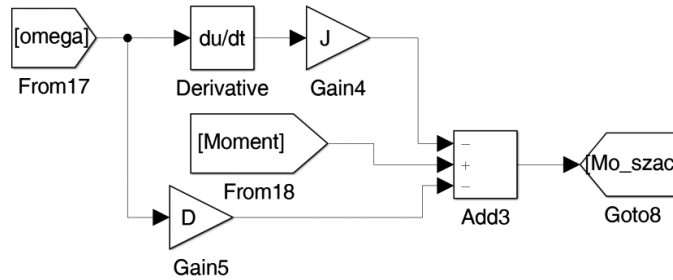 [omega]
From17
du/dt
Derivative
J
Gain4
[Moment]
From18
D
Gain5
−
+
−
Add3
[Mo_szac
Goto8